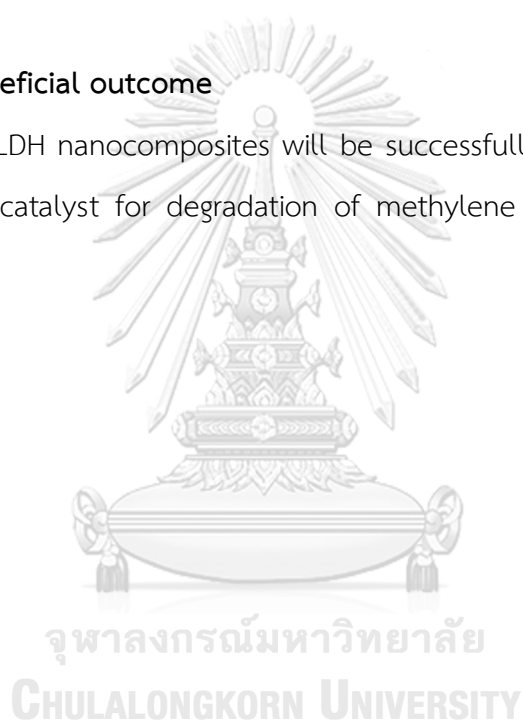 eficial outcome
LDH nanocomposites will be successfull
catalyst for degradation of methylene
จุฬาลงกรณ์มหาวิทยาลัย
CHULALONGKORN UNIVERSITY